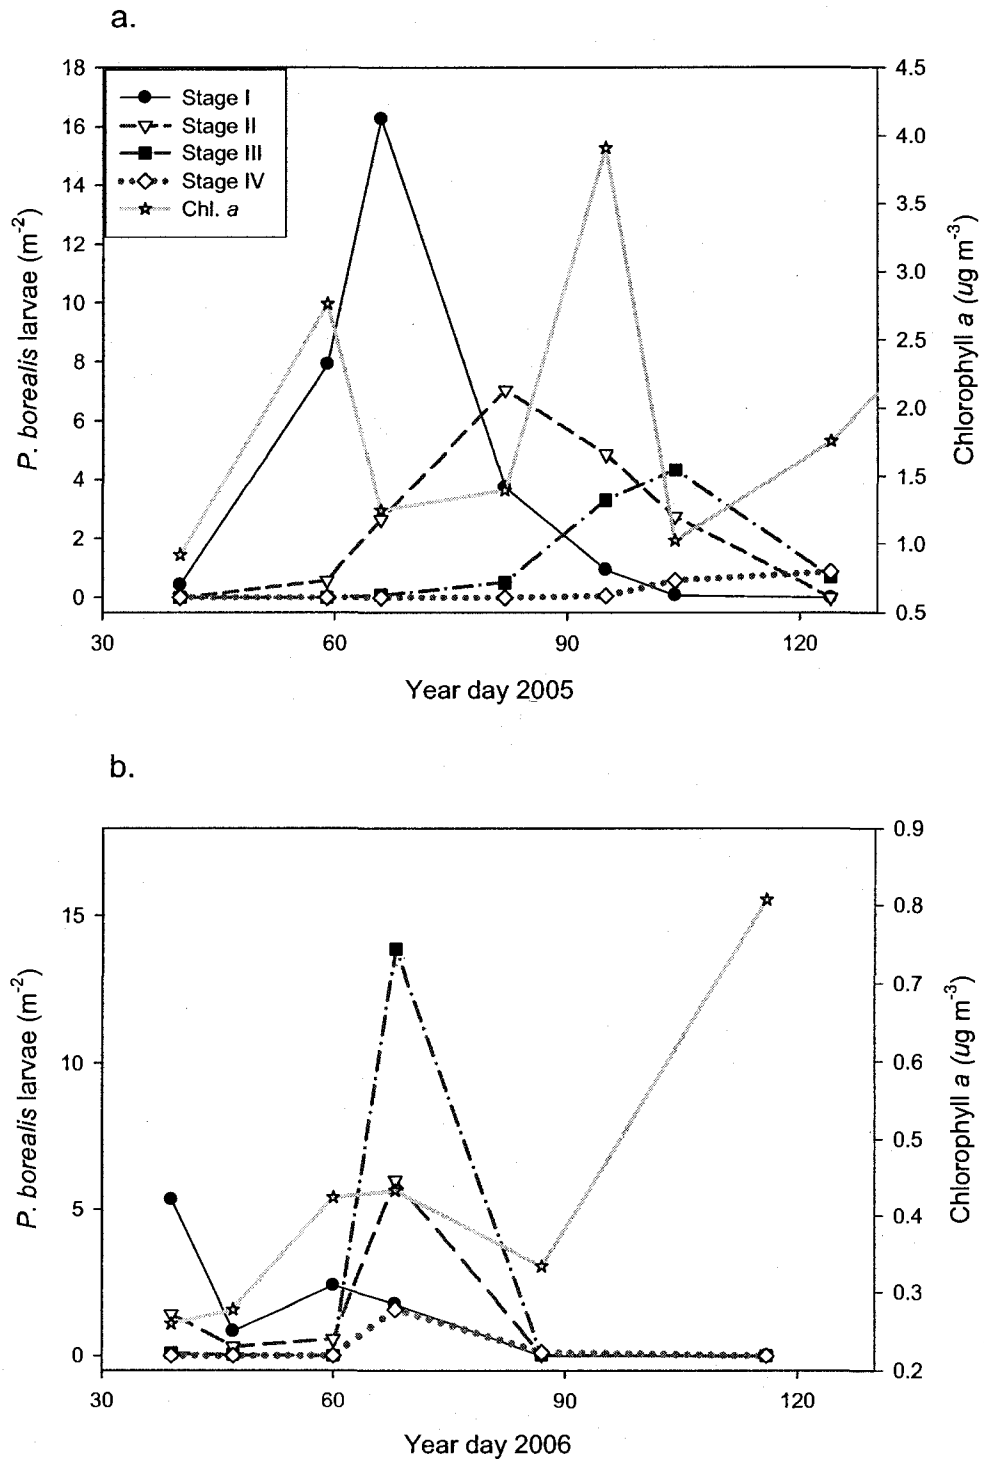 a.
18
16
14
12
10
8
6
4
2
0
P. borealis larvae (m-2)
Stage I
Stage II
Stage III
Stage IV
Chl. a
4.5
4.0
3.5
3.0
2.5
2.0
1.5
1.0
0.5
Chlorophyll a (ug m-3)
30 60 90 120
Year day 2005
b.
15
10
5
0
P. borealis larvae (m-2)
0.9
0.8
0.7
0.6
0.5
0.4
0.3
0.2
Chlorophyll a (ug m-3)
30 60 90 120
Year day 2006